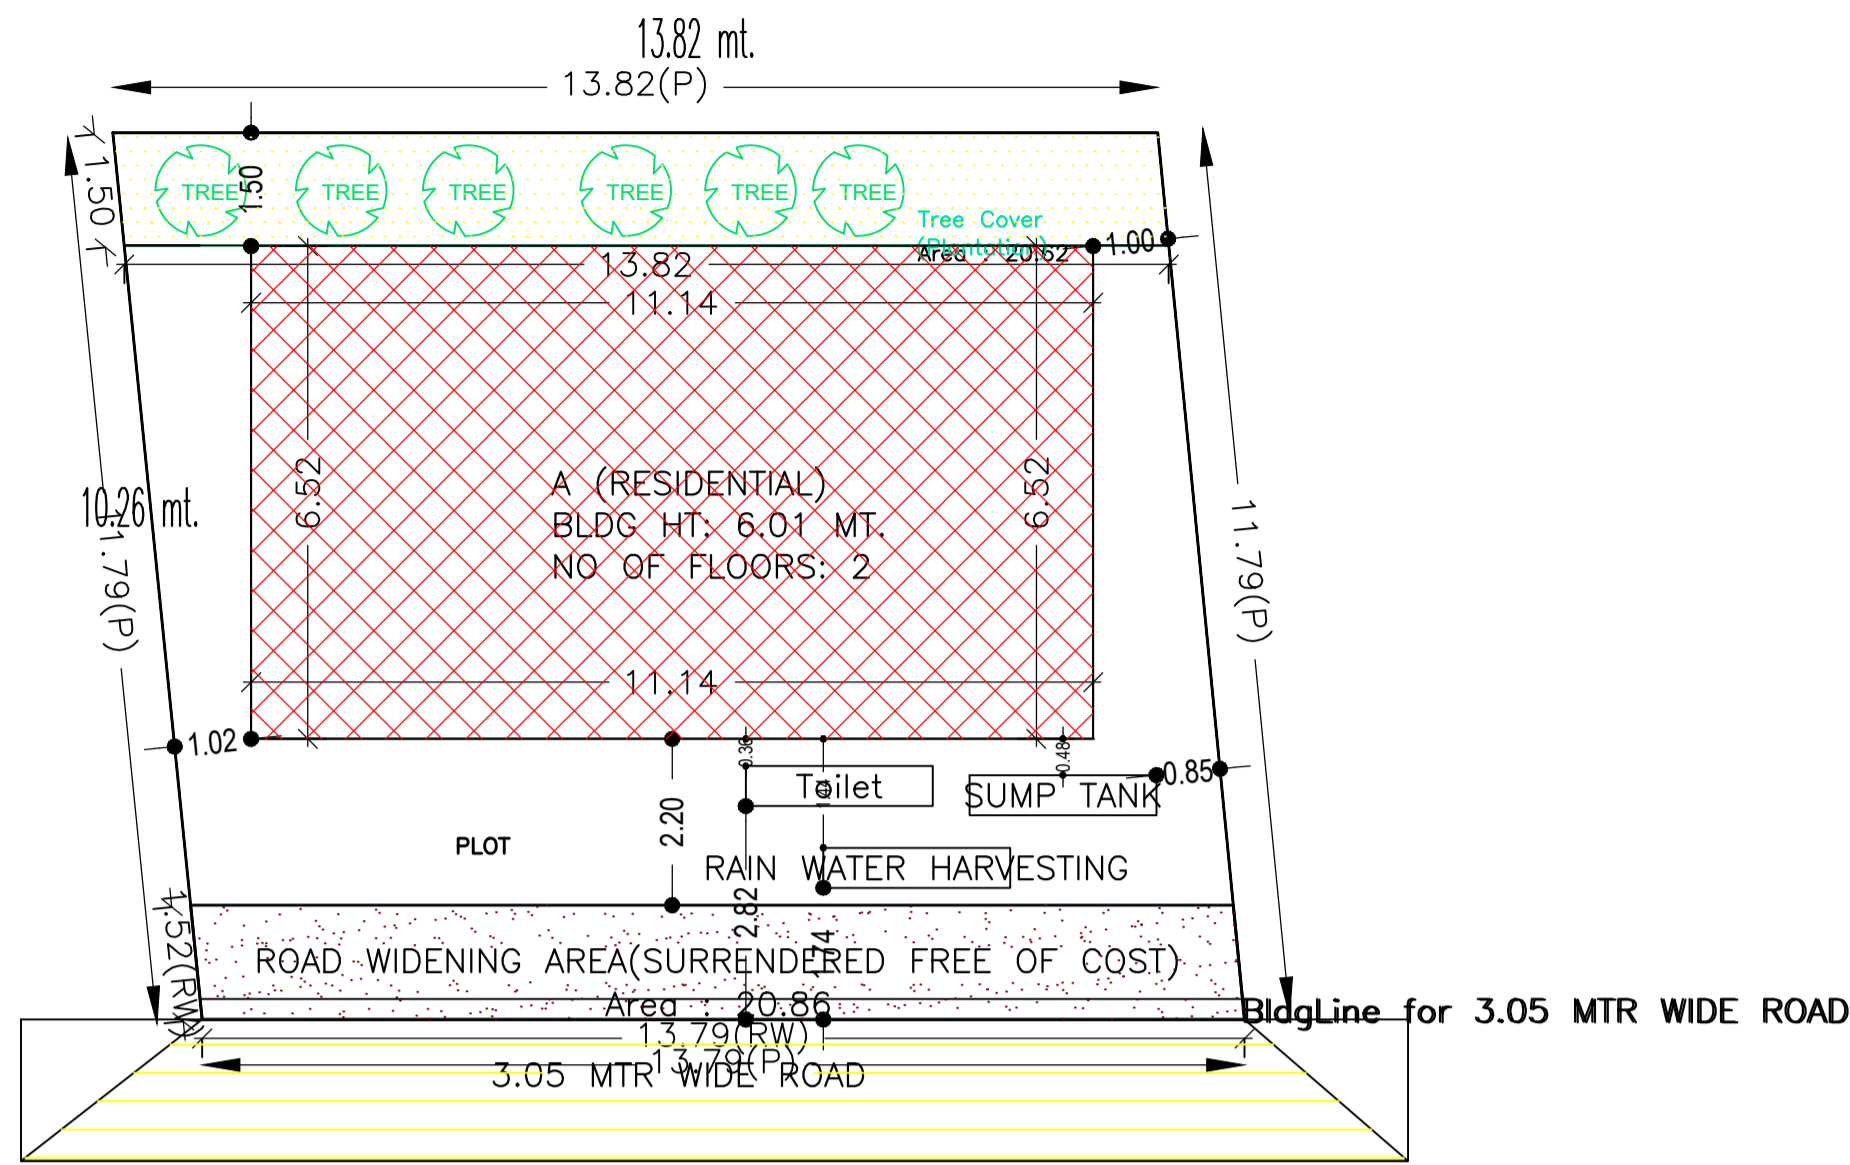 13.82 mt.
13.82(P)
1.50
TREE TREE TREE TREE TREE TREE
1.50
Tree Cover
(Plantation)
Area : 20.62
1.00
13.82
11.14
6.52
6.52
A (RESIDENTIAL)
BLDG HT: 6.01 MT.
NO OF FLOORS: 2
10.26 mt.
11.79(P)
11.79(P)
11.14
1.02
0.36
0.48
Toilet
0.85
SUMP TANK
2.20
PLOT
RAIN WATER HARVESTING
2.82
1.52(RW)
1.74
ROAD WIDENING AREA(SURRENDERED FREE OF COST)
Area : 20.86
BldgLine for 3.05 MTR WIDE ROAD
13.79(RW)
13.79(P)
3.05 MTR WIDE ROAD